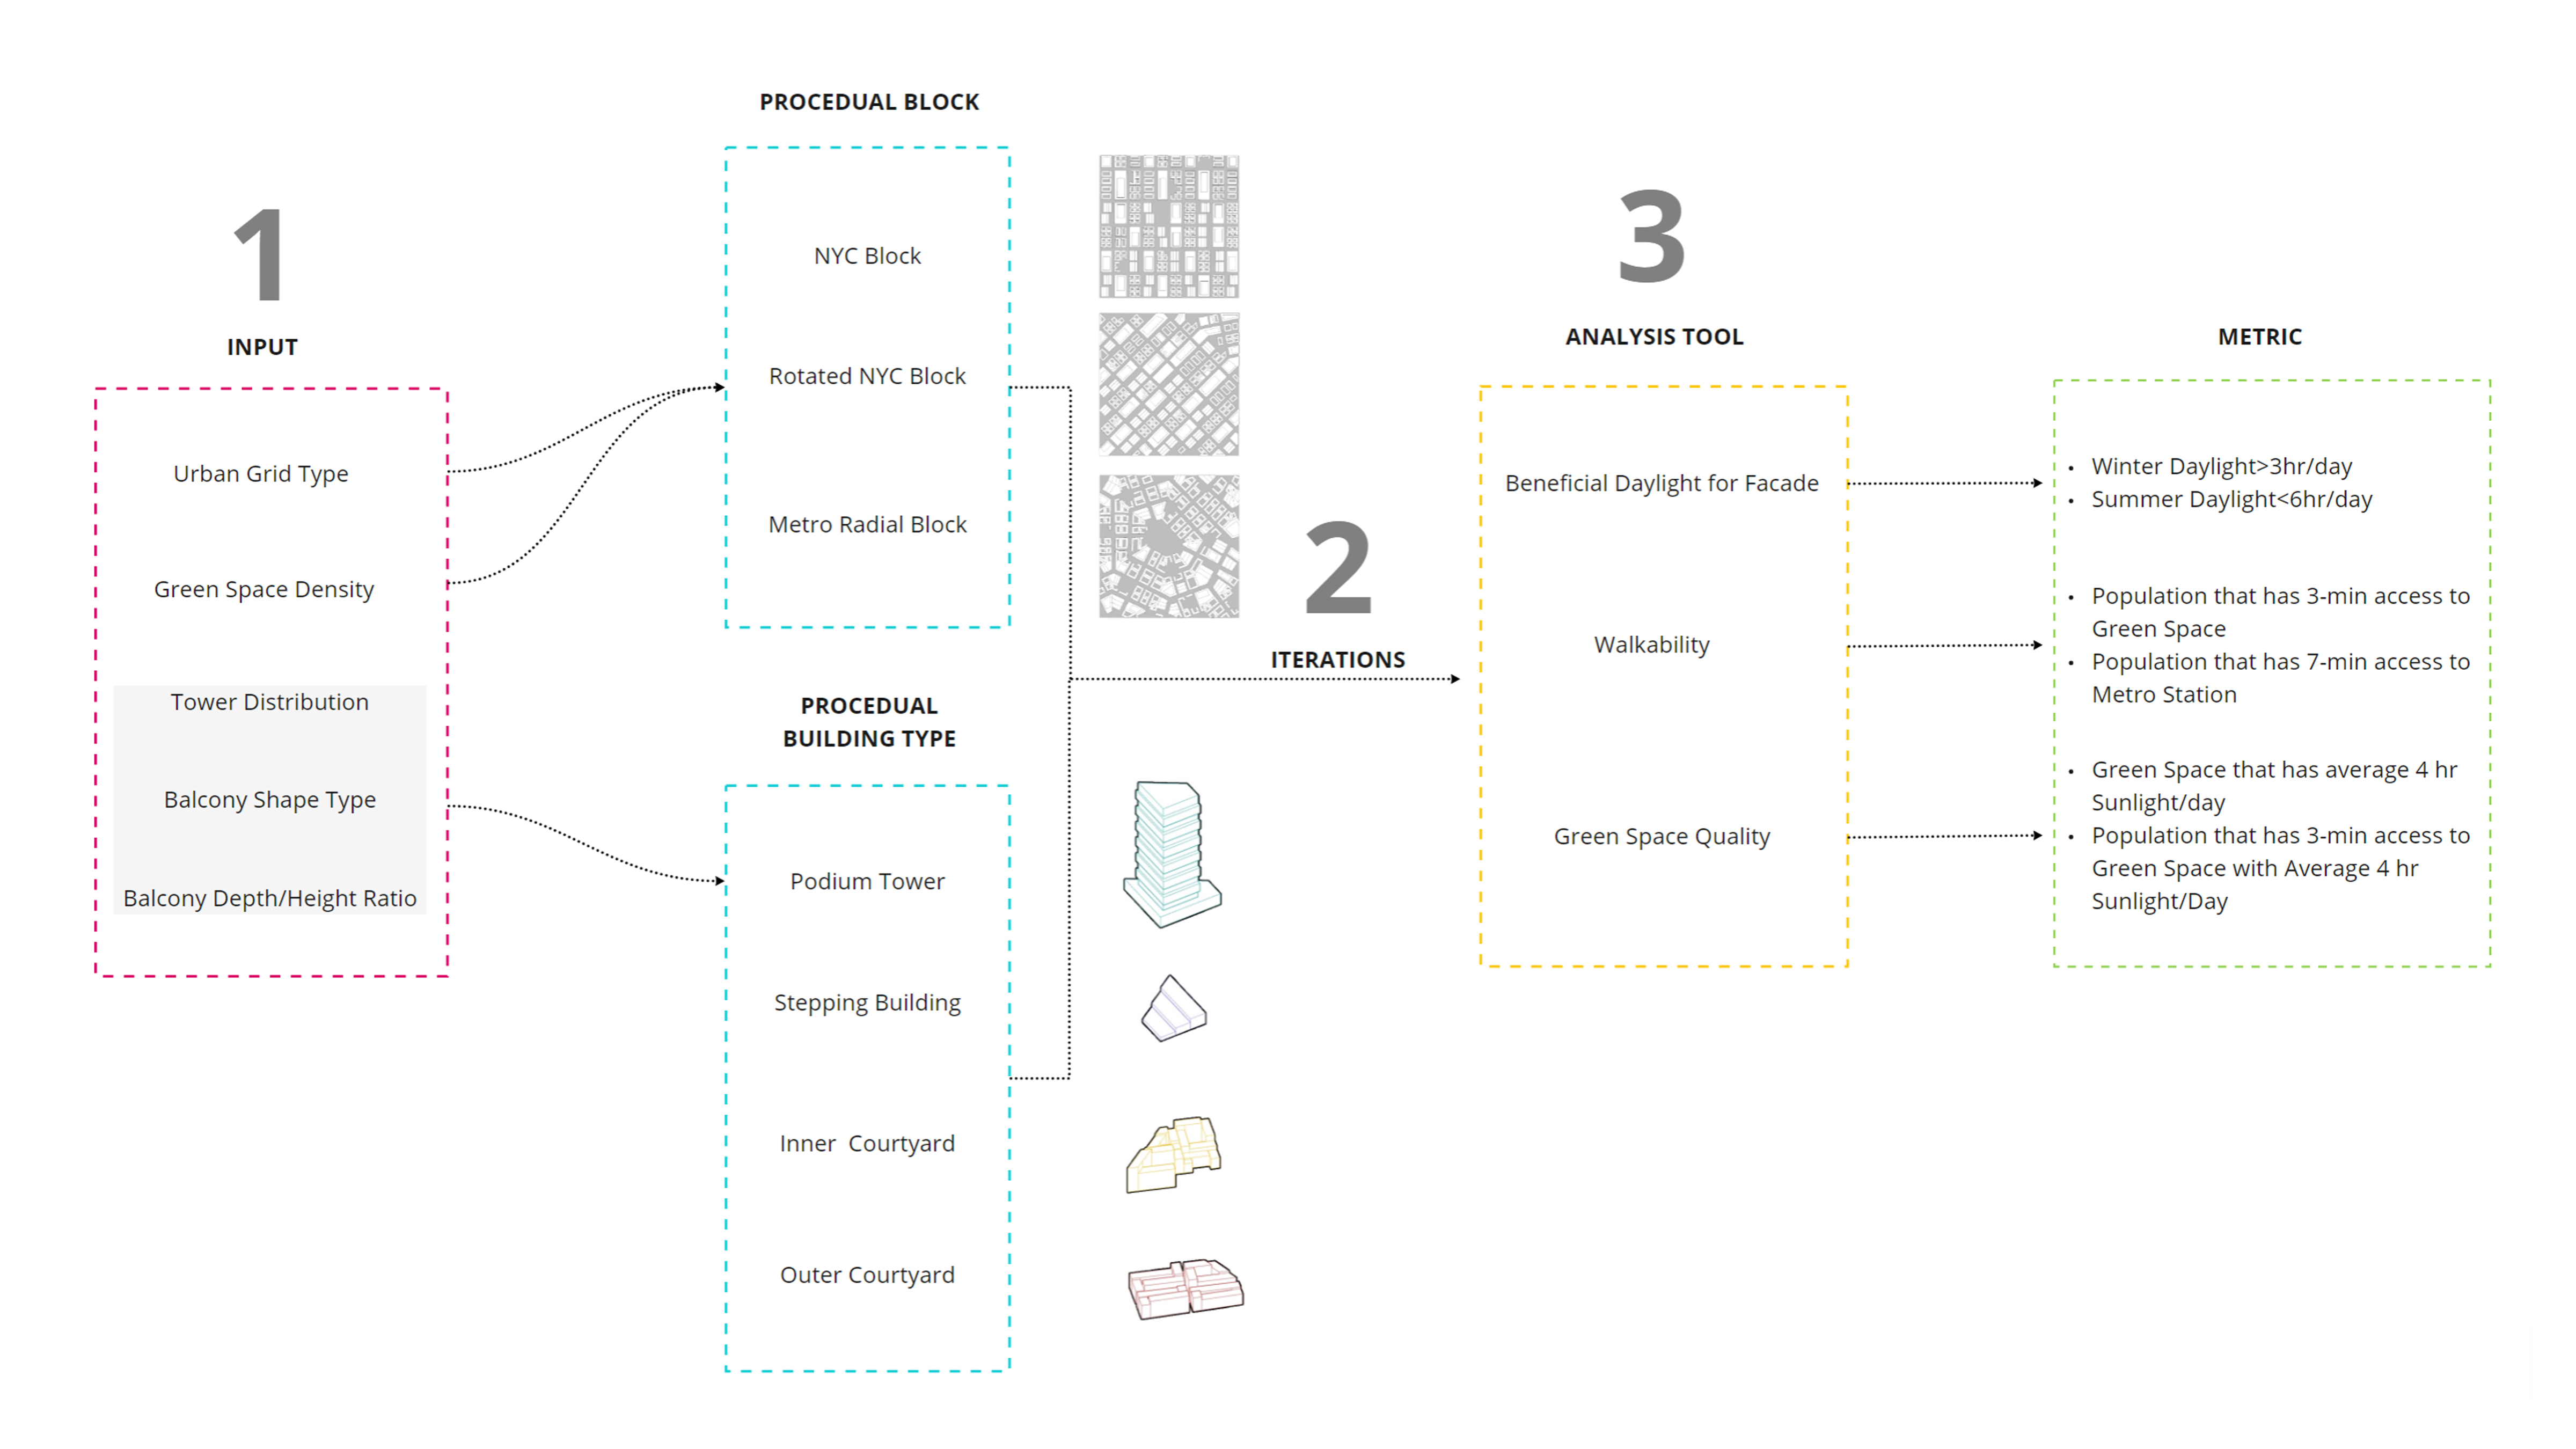 1
INPUT
Urban Grid Type
Green Space Density
Tower Distribution
Balcony Shape Type
Balcony Depth/Height Ratio
PROCEDUAL BLOCK
NYC Block
Rotated NYC Block
Metro Radial Block
PROCEDUAL
BUILDING TYPE
Podium Tower
Stepping Building
Inner  Courtyard
Outer Courtyard
2
ITERATIONS
3
ANALYSIS TOOL
Beneficial Daylight for Facade
Walkability
Green Space Quality
METRIC
• Winter Daylight>3hr/day
• Summer Daylight<6hr/day
• Population that has 3-min access to
Green Space
• Population that has 7-min access to
Metro Station
• Green Space that has average 4 hr
Sunlight/day
• Population that has 3-min access to
Green Space with Average 4 hr
Sunlight/Day